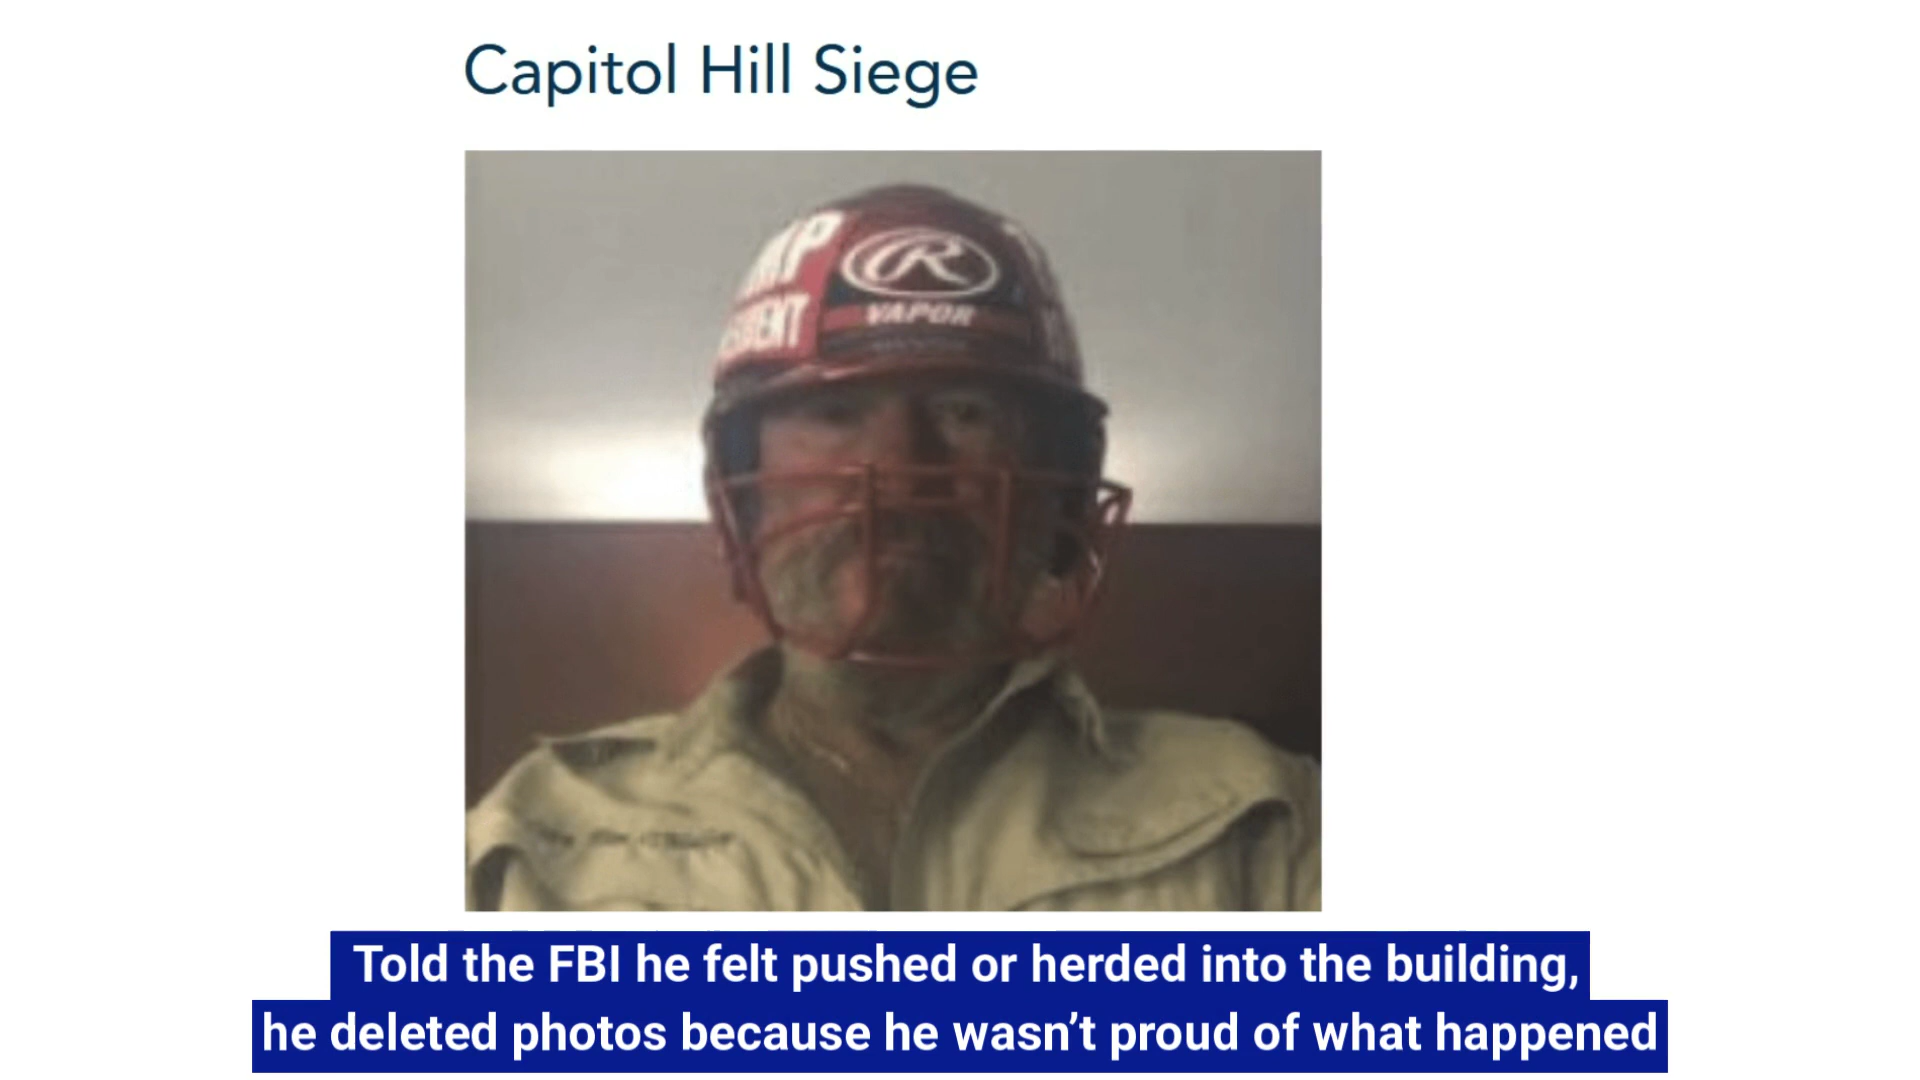 Capitol Hill Siege
MP
R
VAPOR
Told the FBI he felt pushed or herded into the building,
he deleted photos because he wasn’t proud of what happened